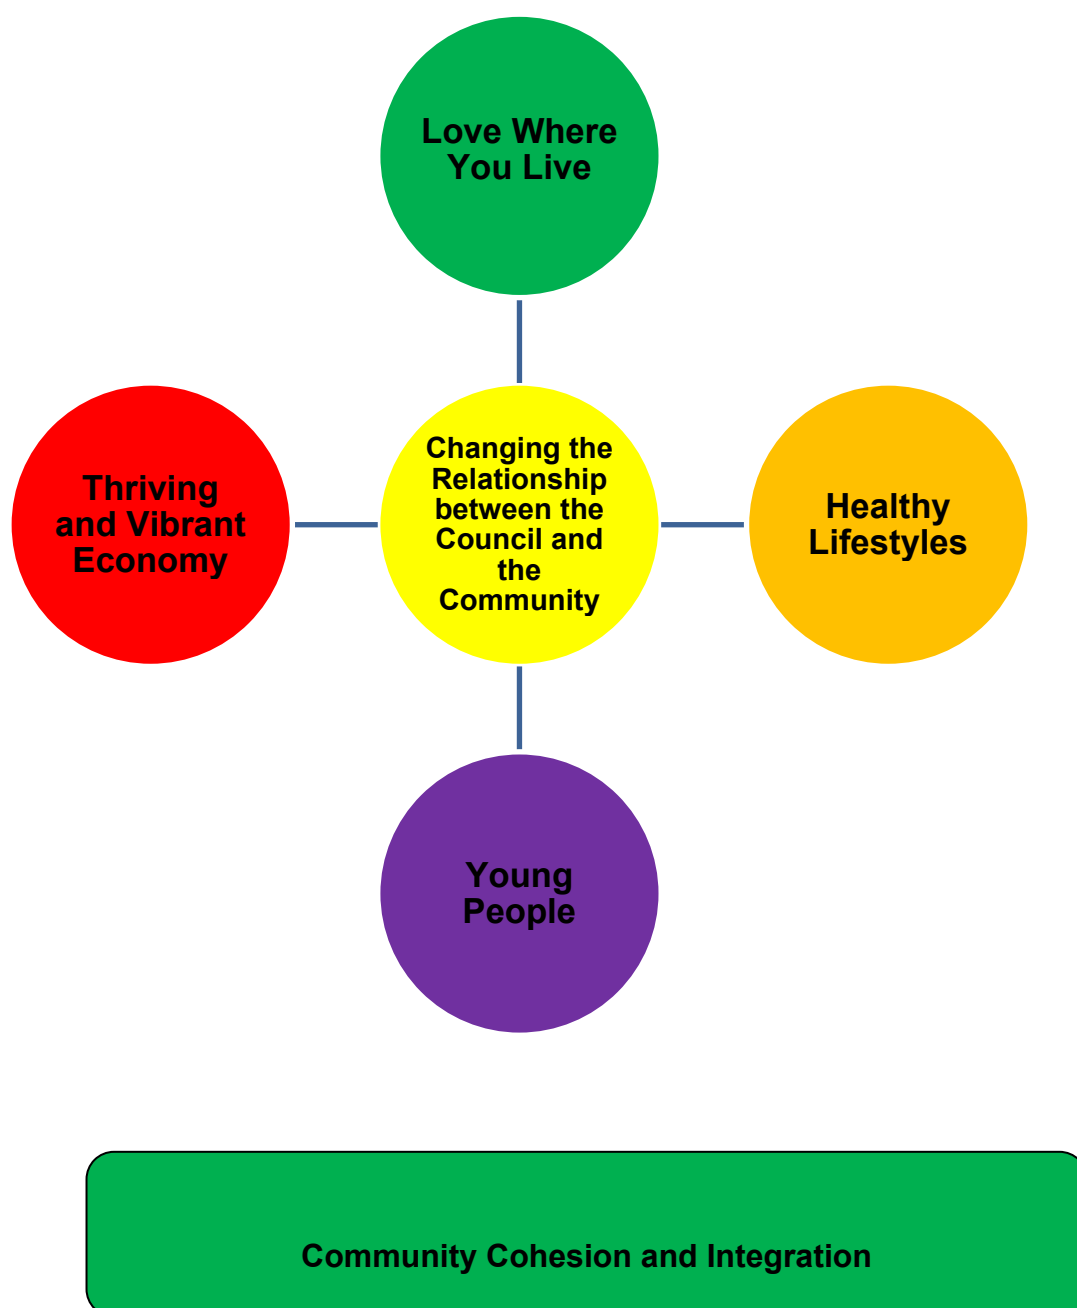 Love Where
You Live
Thriving
and Vibrant
Economy
Changing the
Relationship
between the
Council and
the
Community
Healthy
Lifestyles
Young
People
Community Cohesion and Integration